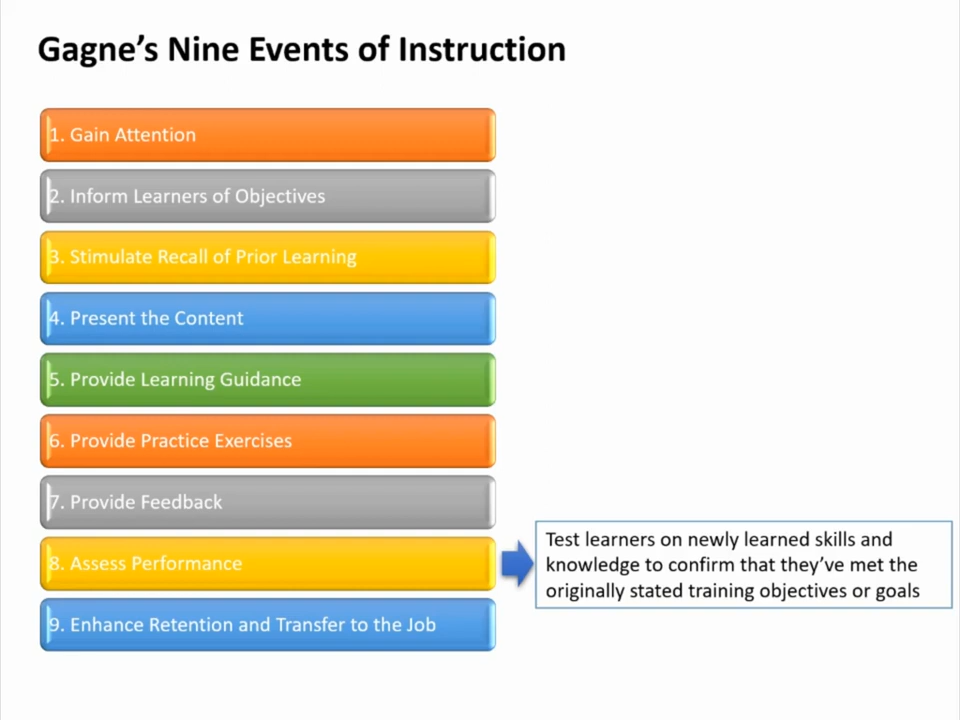 Gagne’s Nine Events of Instruction
1. Gain Attention
2. Inform Learners of Objectives
3. Stimulate Recall of Prior Learning
4. Present the Content
5. Provide Learning Guidance
6. Provide Practice Exercises
7. Provide Feedback
8. Assess Performance
Test learners on newly learned skills and
knowledge to confirm that they’ve met the
originally stated training objectives or goals
9. Enhance Retention and Transfer to the Job